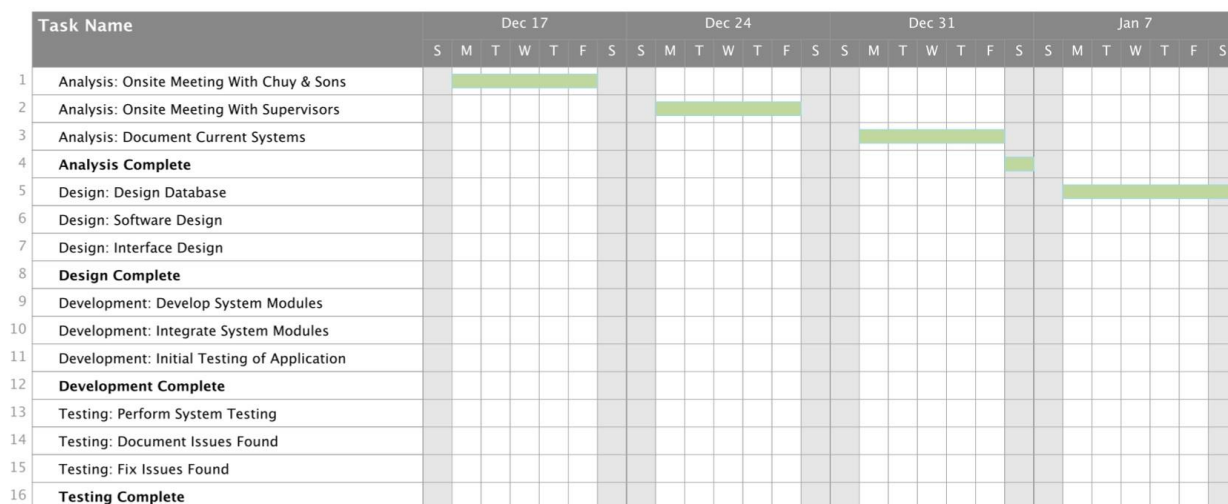 Task Name
Dec 17 Dec 24 Dec 31 Jan 7
S M T W T F S S M T W T F S S M T W T F S S M T W T F S
1 Analysis: Onsite Meeting With Chuy & Sons
2 Analysis: Onsite Meeting With Supervisors
3 Analysis: Document Current Systems
4 Analysis Complete
5 Design: Design Database
6 Design: Software Design
7 Design: Interface Design
8 Design Complete
9 Development: Develop System Modules
10 Development: Integrate System Modules
11 Development: Initial Testing of Application
12 Development Complete
13 Testing: Perform System Testing
14 Testing: Document Issues Found
15 Testing: Fix Issues Found
16 Testing Complete